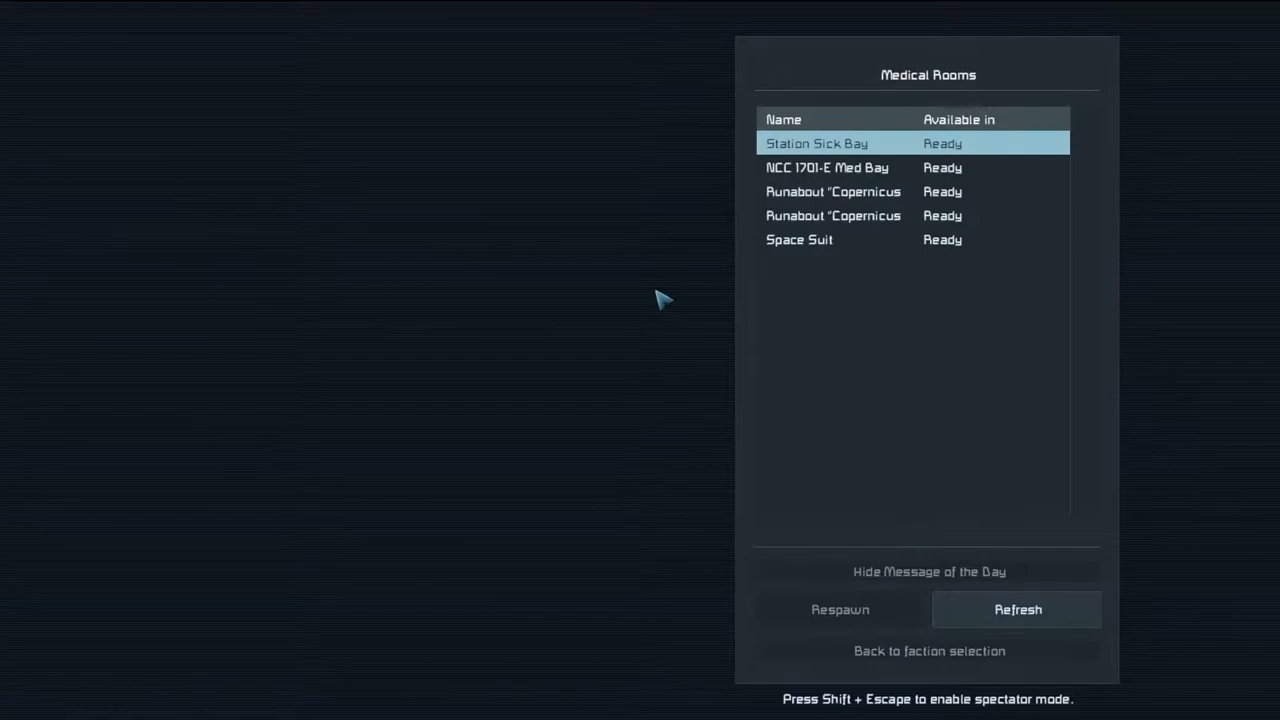 Medical Rooms
Name Available in
Station Sick Bay Ready
NCC 1701-E Med Bay Ready
Runabout "Copernicus Ready
Runabout "Copernicus Ready
Space Suit Ready
Hide Message of the Day
Respawn Refresh
Back to faction selection
Press Shift + Escape to enable spectator mode.